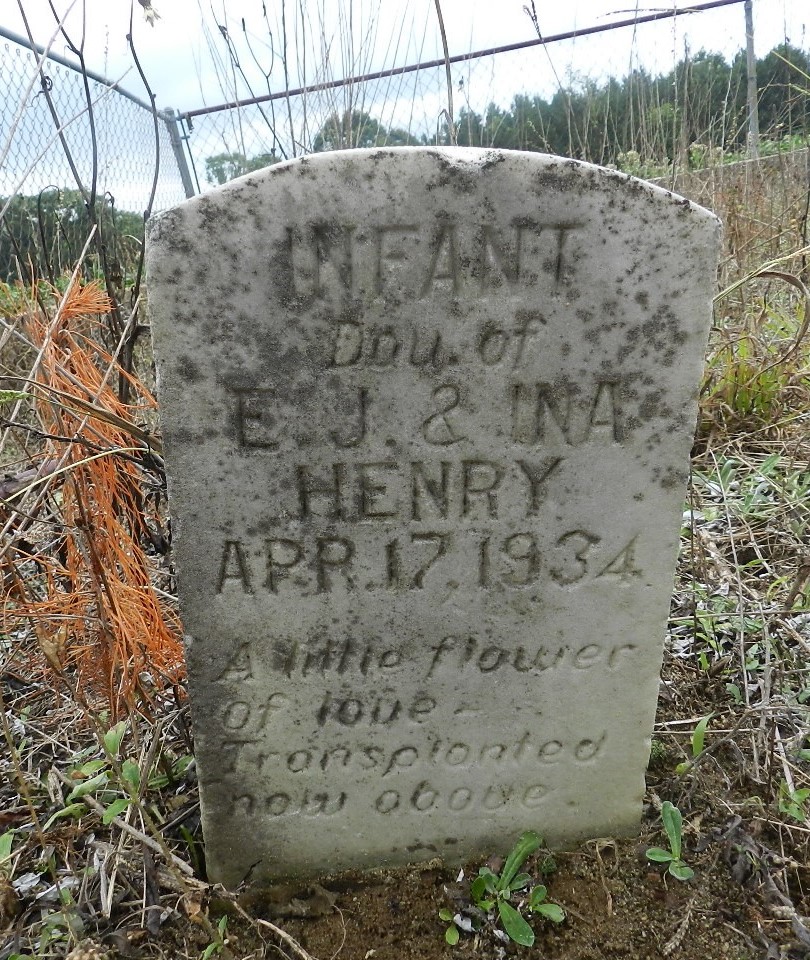 INFANT
Dau. of
E. J. & INA
HENRY
APR. 17, 1934
A little flower
of love -
Transplanted
now above.